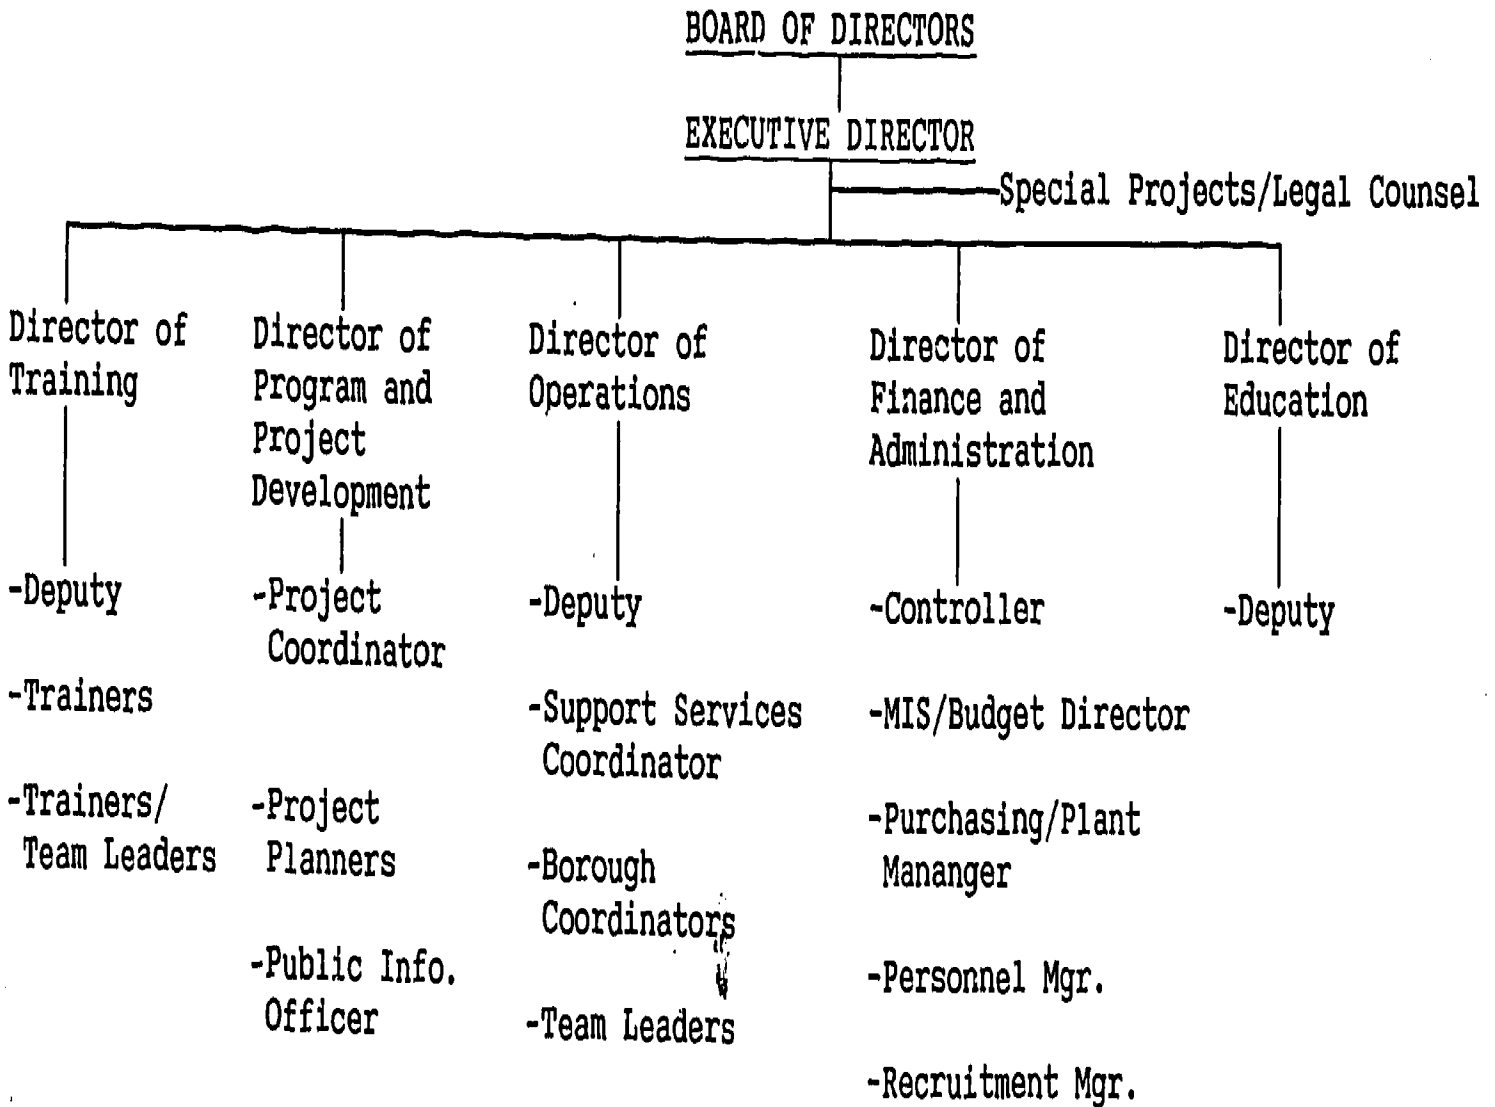 BOARD OF DIRECTORS
EXECUTIVE DIRECTOR
Special Projects/Legal Counsel
Director of
Training
-Deputy
-Trainers
-Trainers/
Team Leaders
Director of
Program and
Project
Development
-Project
Coordinator
-Project
Planners
-Public Info.
Officer
Director of
Operations
-Deputy
-Support Services
Coordinator
-Borough
Coordinators
-Team Leaders
Director of
Finance and
Administration
-Controller
-MIS/Budget Director
-Purchasing/Plant
Mananger
-Personnel Mgr.
-Recruitment Mgr.
Director of
Education
-Deputy